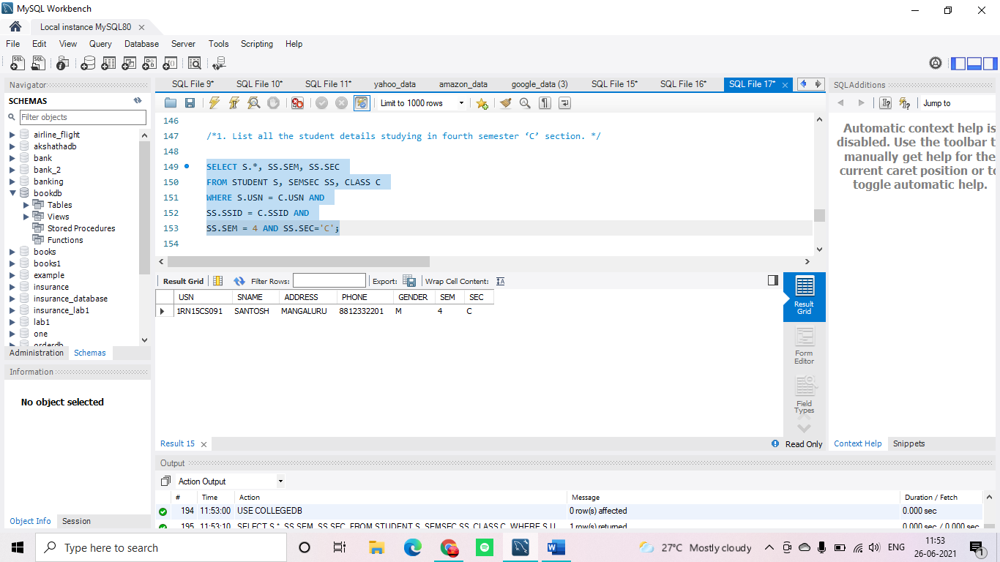 MySQL Workbench
Local instance MySQL80
File Edit View Query Database Server Tools Scripting Help
Navigator
SCHEMAS
Filter objects
airline_flight
akshathadb
bank
bank_2
banking
bookdb
Tables
Views
Stored Procedures
Functions
books
books1
example
insurance
insurance_database
insurance_lab1
lab1
one
orderdb
Administration Schemas
Information
No object selected
Object Info Session
SQL File 9* SQL File 10* SQL File 11* yahoo_data amazon_data google_data (3) SQL File 15* SQL File 16* SQL File 17*
Limit to 1000 rows
146
147 /*1. List all the student details studying in fourth semester ‘C’ section. */
148
149 SELECT S.*, SS.SEM, SS.SEC
150 FROM STUDENT S, SEMSEC SS, CLASS C
151 WHERE S.USN = C.USN AND
152 SS.SSID = C.SSID AND
153 SS.SEM = 4 AND SS.SEC='C';
154
Result Grid Filter Rows: Export: Wrap Cell Content: IA
USN SNAME ADDRESS PHONE GENDER SEM SEC
1RN15CS091 SANTOSH MANGALURU 8812332201 M 4 C
Result
Grid
Form
Editor
Field
Types
Result 15
Read Only
Output
Action Output
# Time Action Message Duration / Fetch
194 11:53:00 USE COLLEGEDB 0 row(s) affected 0.000 sec
195 11:53:10 SELECT S.*, SS.SEM, SS.SEC FROM STUDENT S, SEMSEC SS, CLASS C WHERE S.U... 1 row(s) returned 0.000 sec / 0.000 sec
SQLAdditions
Jump to
Automatic context help is
disabled. Use the toolbar t
manually get help for the
current caret position or to
toggle automatic help.
Context Help Snippets
Type here to search
27°C Mostly cloudy
ENG
11:53
26-06-2021
1